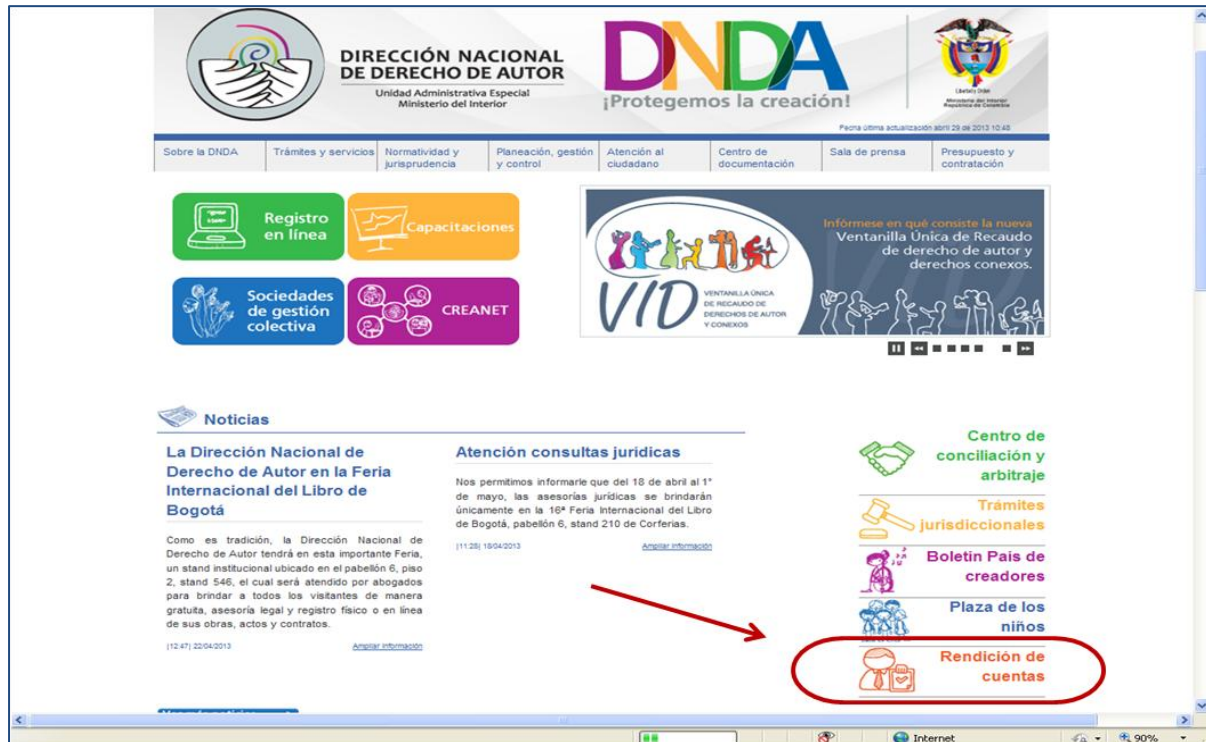 DIRECCIÓN NACIONAL
DE DERECHO DE AUTOR
Unidad Administrativa Especial
Ministerio del Interior
DNDA
¡Protegemos la creación!
Libertad y Orden
Ministerio del Interior
República de Colombia
Fecha última actualización abril 29 de 2013 10:48
Sobre la DNDA
Trámites y servicios
Normatividad y
jurisprudencia
Planeación, gestión
y control
Atención al
ciudadano
Centro de
documentación
Sala de prensa
Presupuesto y
contratación
Registro
en línea
Capacitaciones
Sociedades
de gestión
colectiva
CREANET
VID
VENTANILLA ÚNICA
DE RECAUDO DE
DERECHOS DE AUTOR
Y CONEXOS
Infórmese en qué consiste la nueva
Ventanilla Única de Recaudo
de derecho de autor y
derechos conexos.
Noticias
La Dirección Nacional de
Derecho de Autor en la Feria
Internacional del Libro de
Bogotá
Como es tradición, la Dirección Nacional de
Derecho de Autor tendrá en esta importante Feria,
un stand institucional ubicado en el pabellón 6, piso
2, stand 546, el cual será atendido por abogados
para brindar a todos los visitantes de manera
gratuita, asesoría legal y registro físico o en línea
de sus obras, actos y contratos.
|12:47| 22/04/2013
Ampliar información
Atención consultas jurídicas
Nos permitimos informarle que del 18 de abril al 1°
de mayo, las asesorías jurídicas se brindarán
únicamente en la 16ª Feria Internacional del Libro
de Bogotá, pabellón 6, stand 210 de Corferias.
|11:28| 18/04/2013
Ampliar información
Centro de
conciliación y
arbitraje
Trámites
jurisdiccionales
Boletín País de
creadores
Plaza de los
niños
Rendición de
cuentas
Internet
90%